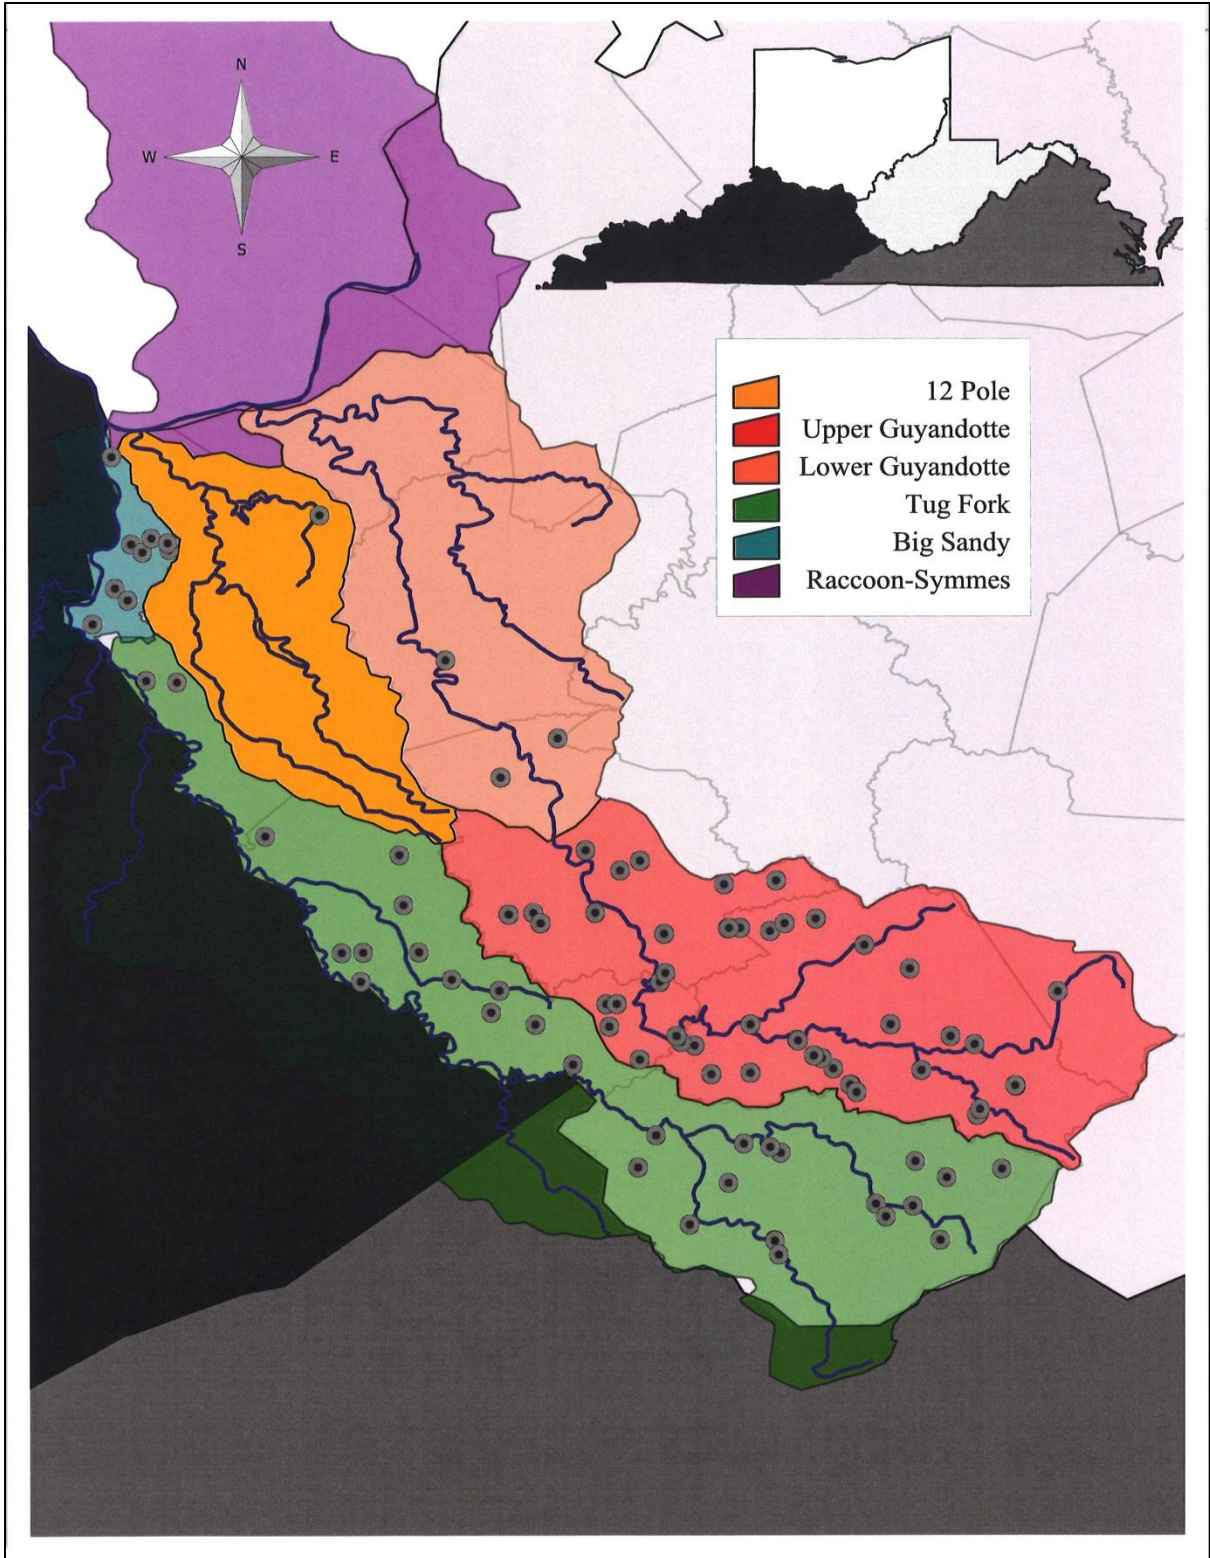 N
W E
S
12 Pole
Upper Guyandotte
Lower Guyandotte
Tug Fork
Big Sandy
Raccoon-Symmes